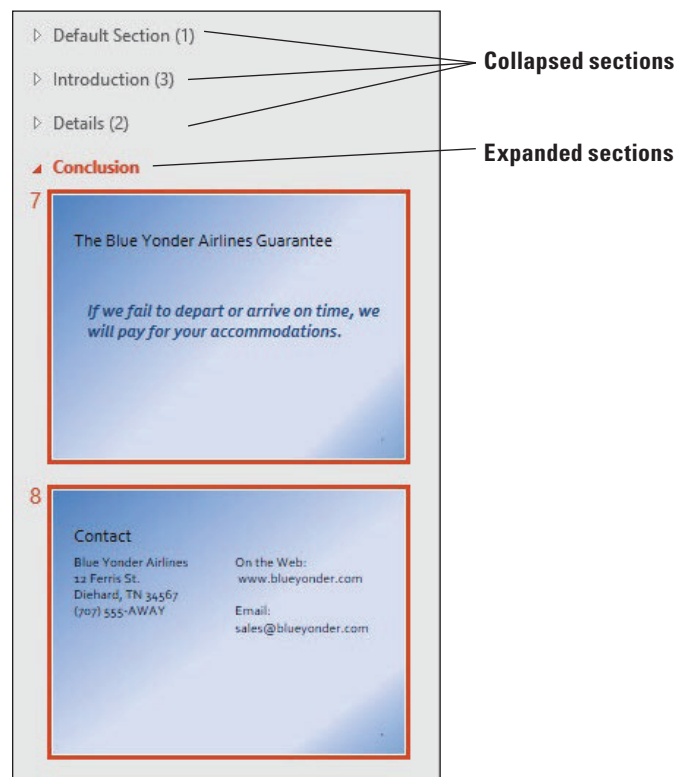 Default Section (1)
Introduction (3)
Details (2)
Conclusion
Collapsed sections
Expanded sections
7
The Blue Yonder Airlines Guarantee
If we fail to depart or arrive on time, we
will pay for your accommodations.
8
Contact
Blue Yonder Airlines
12 Ferris St.
Diehard, TN 34567
(707) 555-AWAY
On the Web:
www.blueyonder.com
Email:
sales@blueyonder.com